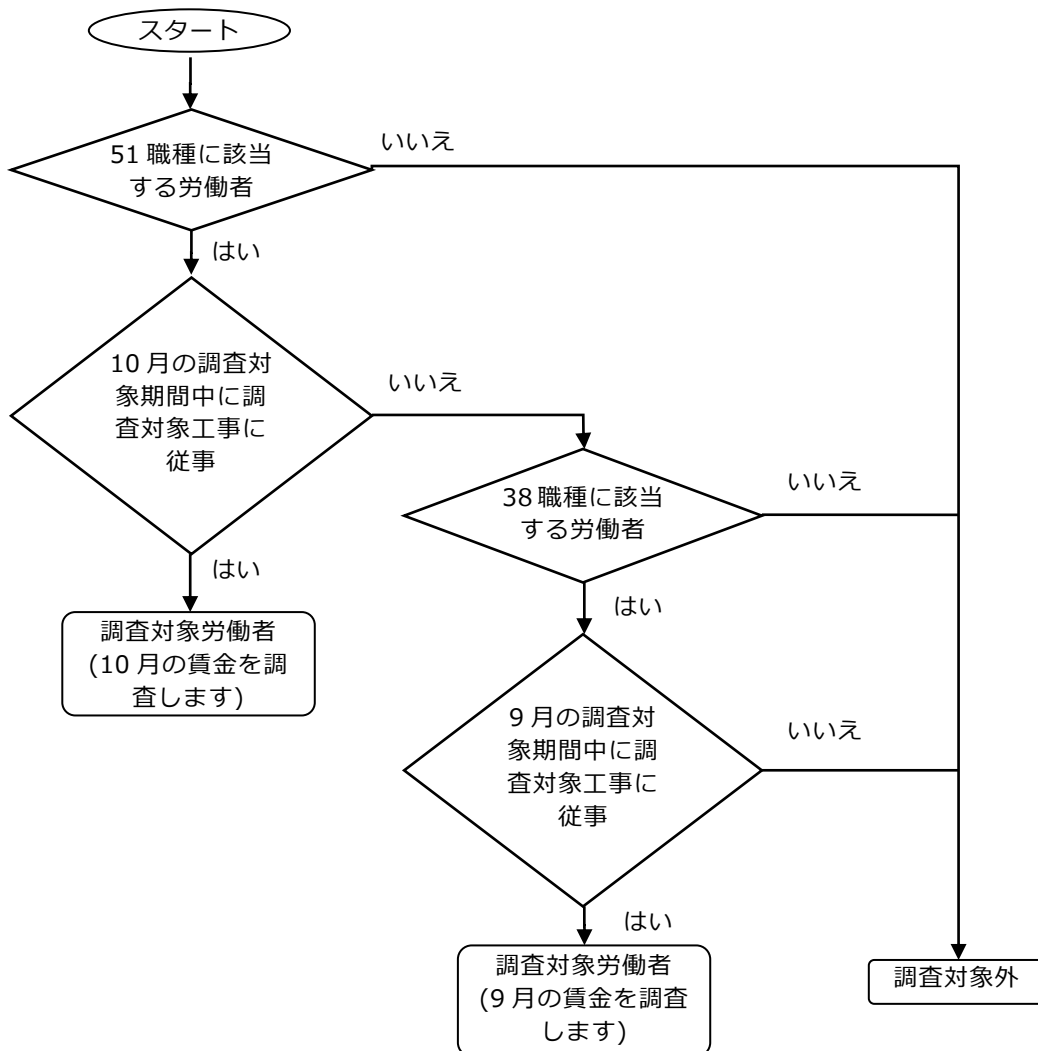 スタート
51 職種に該当
する労働者
いいえ
はい
10 月の調査対
象期間中に調
査対象工事に
従事
いいえ
38 職種に該当
する労働者
いいえ
はい
調査対象労働者
(10 月の賃金を調
査します)
はい
9 月の調査対
象期間中に調
査対象工事に
従事
いいえ
はい
調査対象労働者
(9 月の賃金を調査
します)
調査対象外